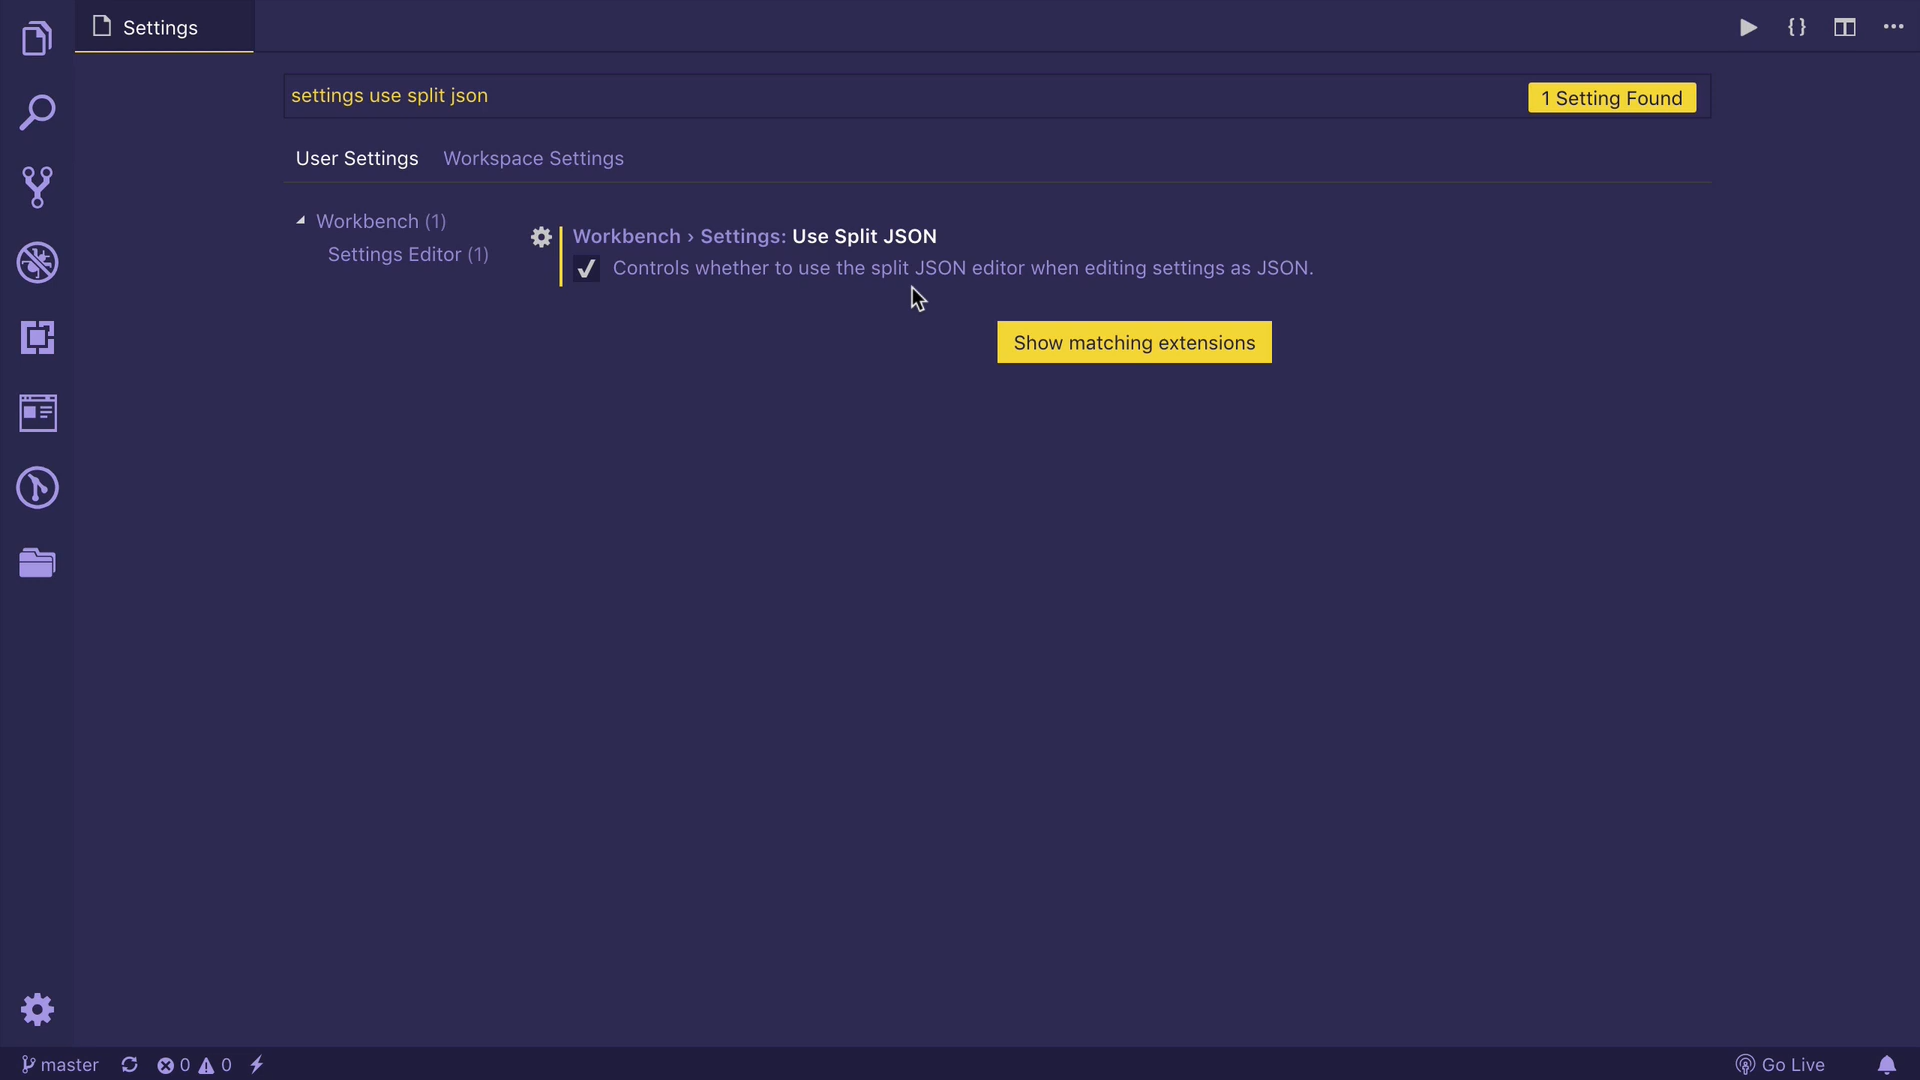 Settings
settings use split json
1 Setting Found
User Settings
Workspace Settings
Workbench (1)
Settings Editor (1)
Workbench › Settings: Use Split JSON
Controls whether to use the split JSON editor when editing settings as JSON.
Show matching extensions
master
0
0
Go Live